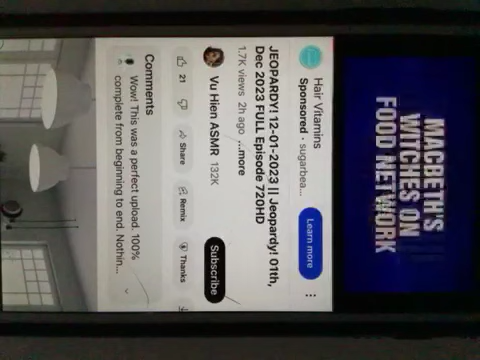 MACBETH'S
WITCHES ON
FOOD NETWORK
Hair Vitamins
Sponsored · sugarbea...
Learn more
JEOPARDY! 12-01-2023 || Jeopardy! 01th,
Dec 2023 FULL Episode 720HD
1.7K views 2h ago ...more
Vu Hien ASMR 132K
Subscribe
21
Share
Remix
Thanks
Comments
Wow! This was a perfect upload. 100%
complete from beginning to end. Nothin...